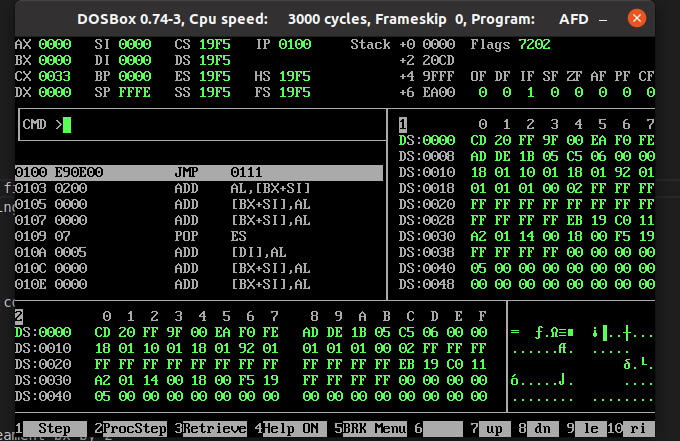 DOSBox 0.74-3, Cpu speed: 3000 cycles, Frameskip 0, Program: AFD
AX 0000 SI 0000 CS 19F5 IP 0100 Stack +0 0000 Flags 7202
BX 0000 DI 0000 DS 19F5 +2 20CD
CX 0033 BP 0000 ES 19F5 HS 19F5 +4 9FFF OF DF IF SF ZF AF PF CF
DX 0000 SP FFFE SS 19F5 FS 19F5 +6 EA00 0 0 1 0 0 0 0 0
CMD >
1 0 1 2 3 4 5 6 7
DS:0000 CD 20 FF 9F 00 EA F0 FE
DS:0008 AD DE 1B 05 C5 06 00 00
DS:0010 18 01 10 01 18 01 92 01
DS:0018 01 01 01 00 02 FF FF FF
DS:0020 FF FF FF FF FF FF FF FF
DS:0028 FF FF FF FF EB 19 C0 11
DS:0030 A2 01 14 00 18 00 F5 19
DS:0038 FF FF FF FF 00 00 00 00
DS:0040 05 00 00 00 00 00 00 00
DS:0048 00 00 00 00 00 00 00 00
0100 E90E00 JMP 0111
0103 0200 ADD AL,[BX+SI]
0105 0000 ADD [BX+SI],AL
0107 0000 ADD [BX+SI],AL
0109 07 POP ES
010A 0005 ADD [DI],AL
010C 0000 ADD [BX+SI],AL
010E 0000 ADD [BX+SI],AL
2 0 1 2 3 4 5 6 7 8 9 A B C D E F
DS:0000 CD 20 FF 9F 00 EA F0 FE AD DE 1B 05 C5 06 00 00 = ƒ.Ω≡■ ¡▐..┼...
DS:0010 18 01 10 01 18 01 92 01 01 01 01 00 02 FF FF FF ......Æ. .....
DS:0020 FF FF FF FF FF FF FF FF FF FF FF FF EB 19 C0 11 δ.└.
DS:0030 A2 01 14 00 18 00 F5 19 FF FF FF FF 00 00 00 00 ó.....⌡. ....
DS:0040 05 00 00 00 00 00 00 00 00 00 00 00 00 00 00 00 ........ ........
1 Step 2ProcStep 3Retrieve 4Help ON 5BRK Menu 6 7 up 8 dn 9 le 10 ri